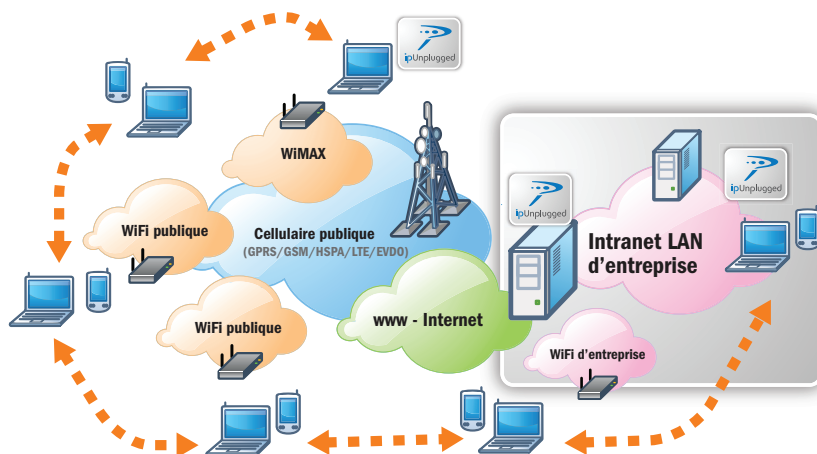 ipUnplugged
WiMAX
ipUnplugged
ipUnplugged
WiFi publique
Cellulaire publique
(GPRS/GSM/HSPA/LTE/EVDO)
Intranet LAN
d'entreprise
WiFi publique
www - Internet
WiFi d'entreprise